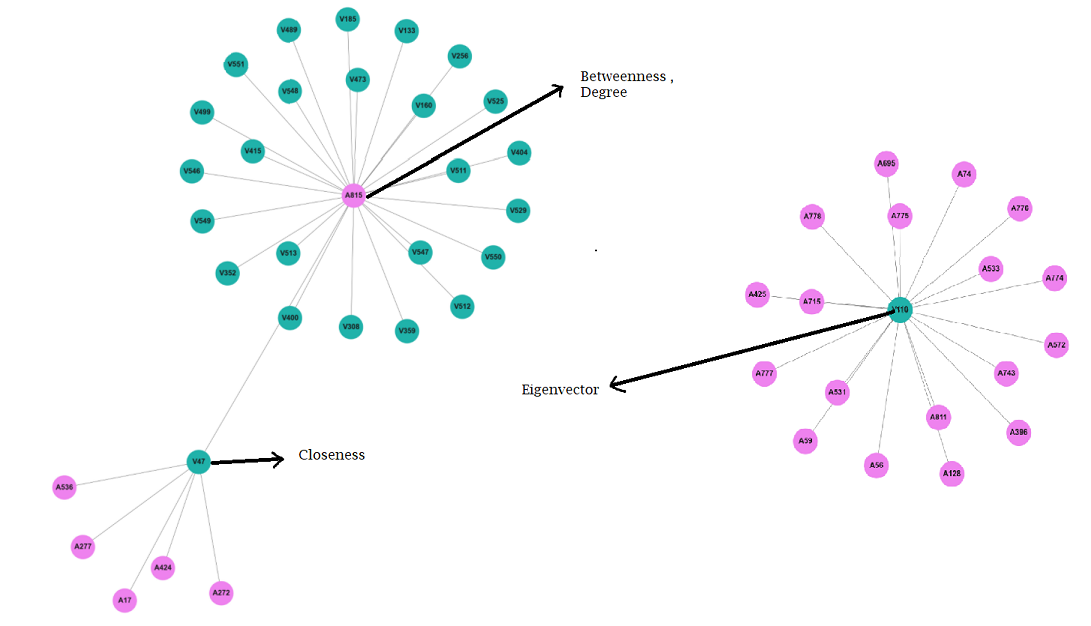 V185
V489
V133
V256
V551
V473
V548
V160
V525
Betweenness ,
Degree
V499
V415
V404
V511
V546
A815
V529
V549
V513
V547
V550
V352
V512
V400
V308
V359
A695
A74
A778
A775
A770
A533
A774
A425
A715
V110
A572
A777
A743
A531
Eigenvector
A811
A396
A59
A56
A128
V47
Closeness
A536
A277
A424
A17
A272